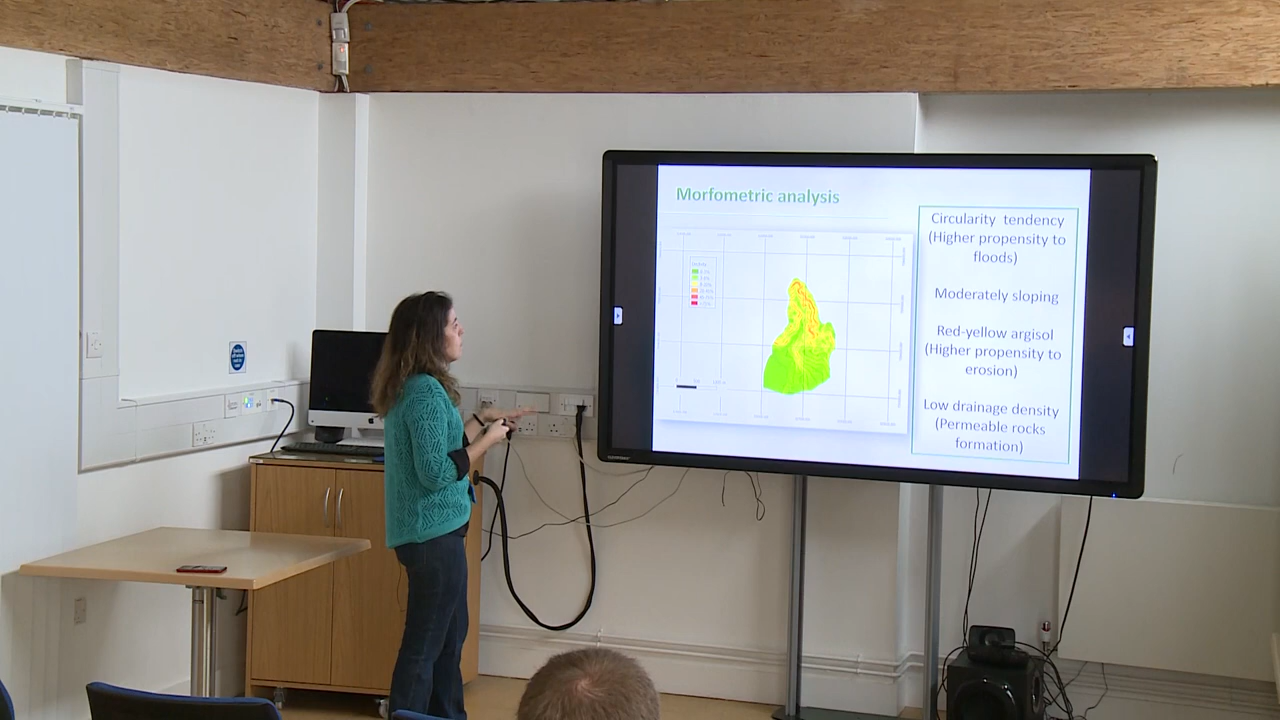 Morfometric analysis
Circularity tendency
(Higher propensity to
floods)
Moderately sloping
Red-yellow argisol
(Higher propensity to
erosion)
Low drainage density
(Permeable rocks
formation)